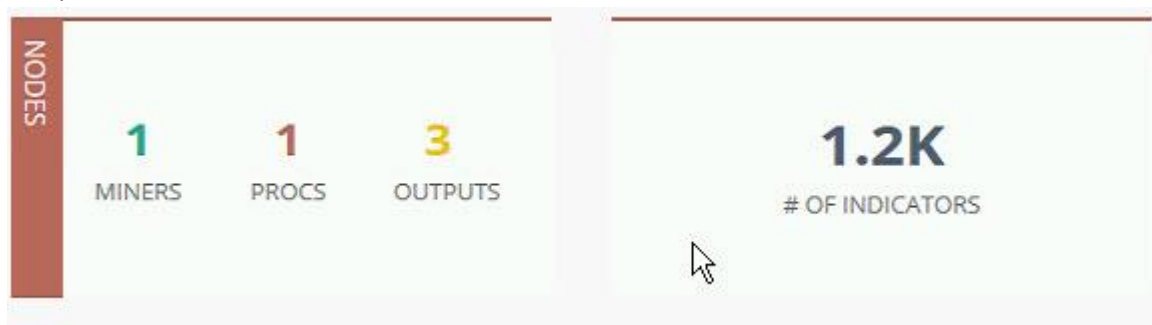 NODES
1 1 3
MINERS PROCS OUTPUTS
1.2K
# OF INDICATORS